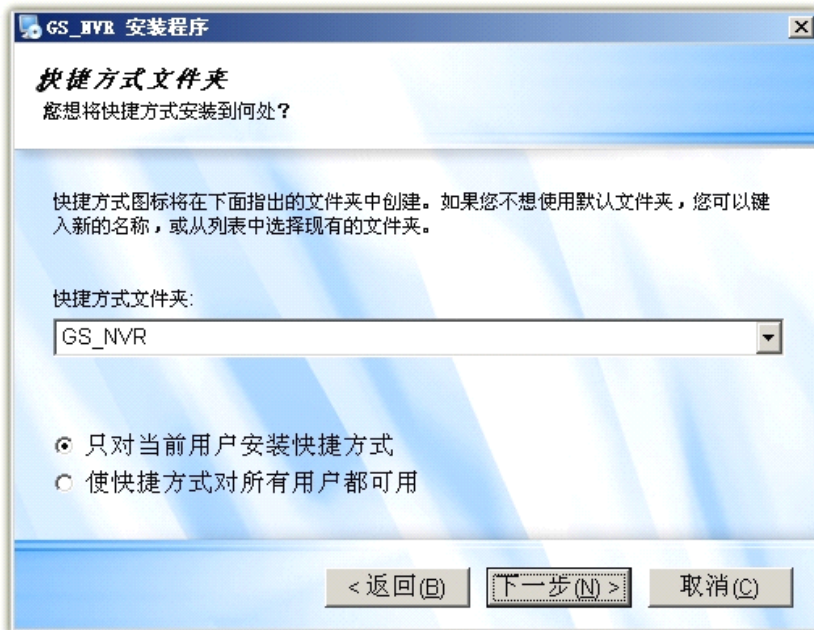 GS_NVR 安装程序
快捷方式文件夹
您想将快捷方式安装到何处?
快捷方式图标将在下面指出的文件夹中创建。如果您不想使用默认文件夹,您可以键
入新的名称,或从列表中选择现有的文件夹。
快捷方式文件夹:
GS_NVR
只对当前用户安装快捷方式
使快捷方式对所有用户都可用
< 返回(B) 下一步(N) > 取消(C)